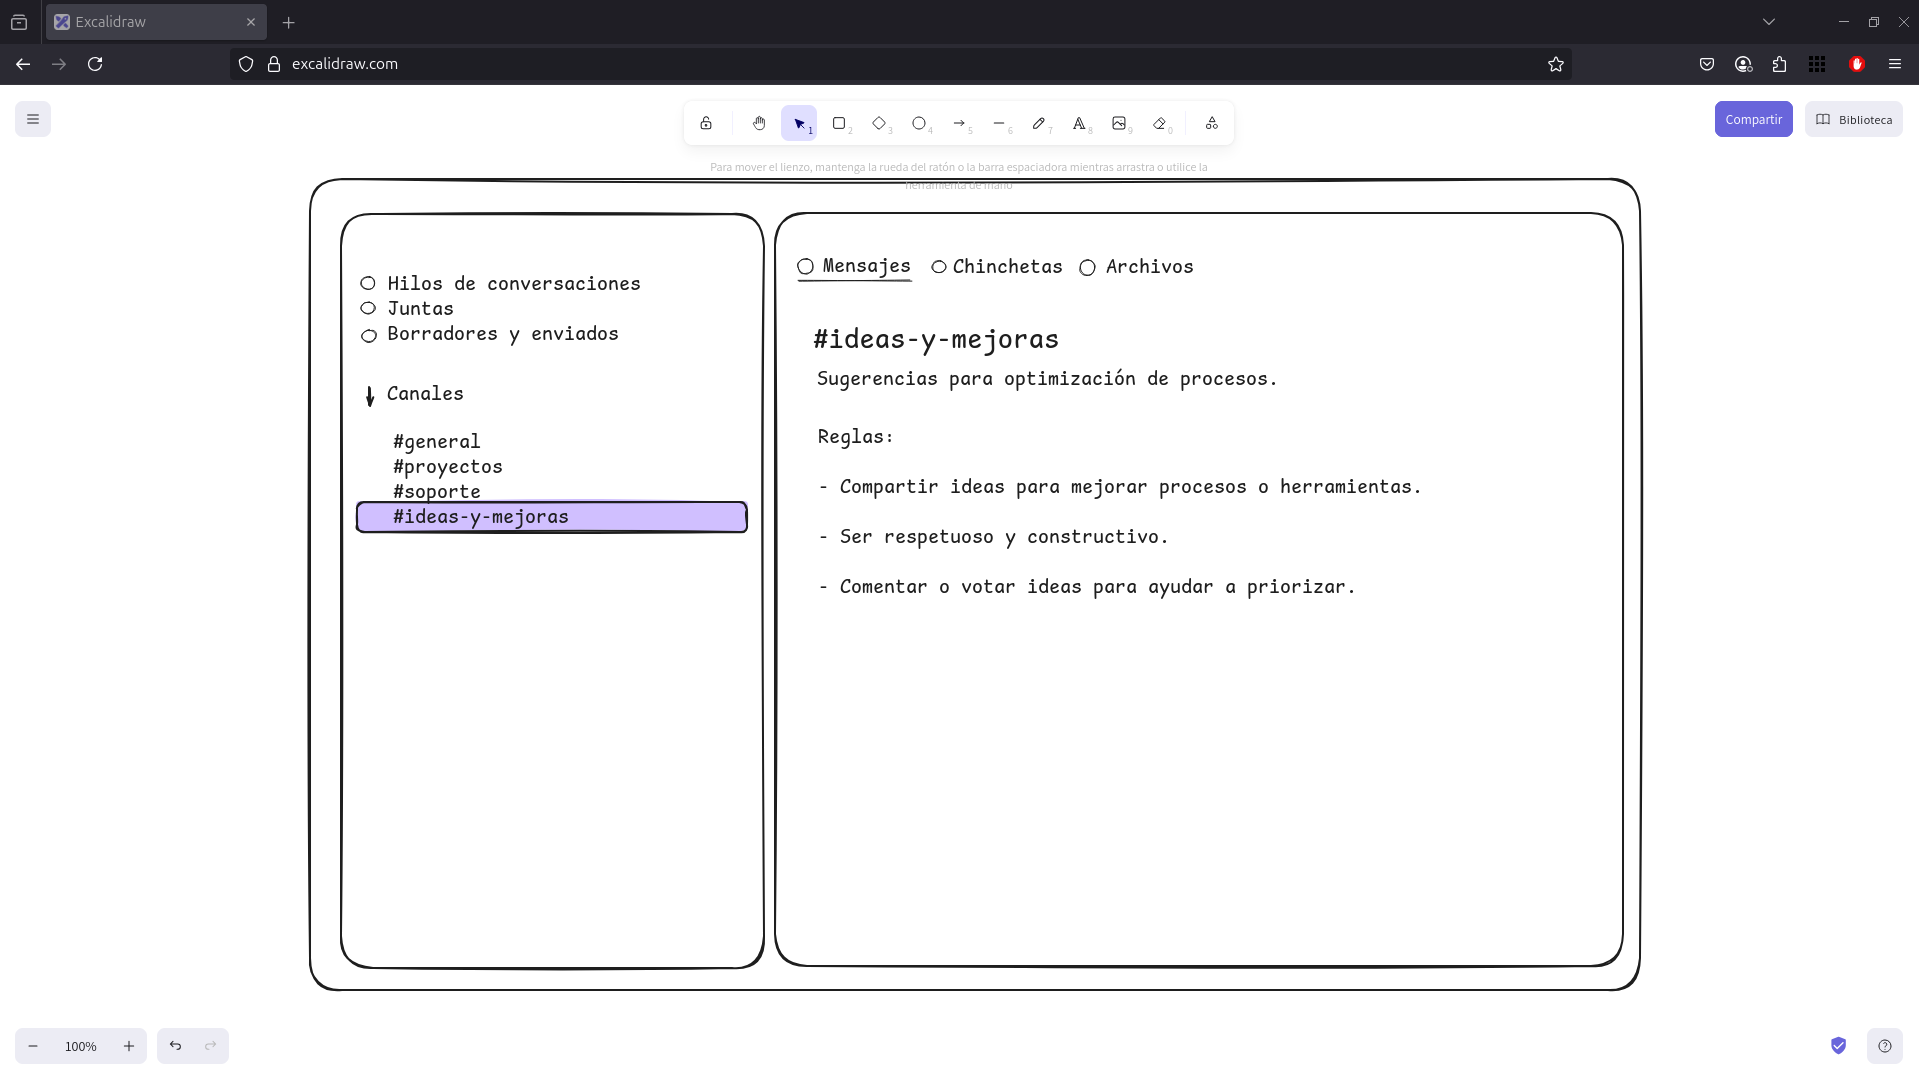 Excalidraw
excalidraw.com
1
2
3
4
5
6
7
8
9
0
Compartir
Biblioteca
Para mover el lienzo, mantenga la rueda del ratón o la barra espaciadora mientras arrastra o utilice la
herramienta de mano
Hilos de conversaciones
Juntas
Borradores y enviados
Canales
#general
#proyectos
#soporte
#ideas-y-mejoras
Mensajes
Chinchetas
Archivos
#ideas-y-mejoras
Sugerencias para optimización de procesos.
Reglas:
- Compartir ideas para mejorar procesos o herramientas.
- Ser respetuoso y constructivo.
- Comentar o votar ideas para ayudar a priorizar.
100%